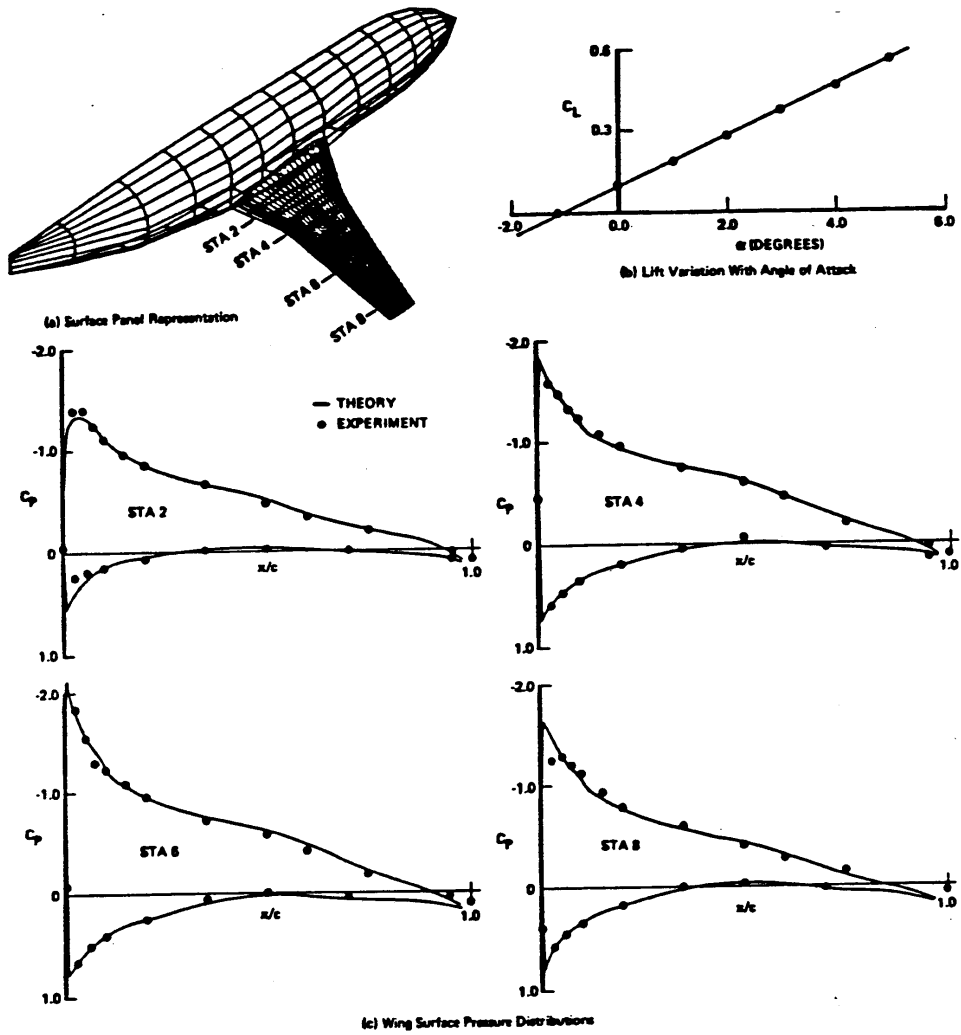 STA 2
STA 4
STA 6
STA 8
(a) Surface Panel Representation
0.6
C_L
0.3
-2.0
0.0
2.0
4.0
6.0
α (DEGREES)
(b) Lift Variation With Angle of Attack
-2.0
— THEORY
● EXPERIMENT
-1.0
C_P
STA 2
0
x/c
1.0
1.0
-2.0
-1.0
C_P
STA 4
0
x/c
1.0
1.0
-2.0
-1.0
C_P
STA 6
0
x/c
1.0
1.0
-2.0
-1.0
C_P
STA 8
0
x/c
1.0
1.0
(c) Wing Surface Pressure Distributions